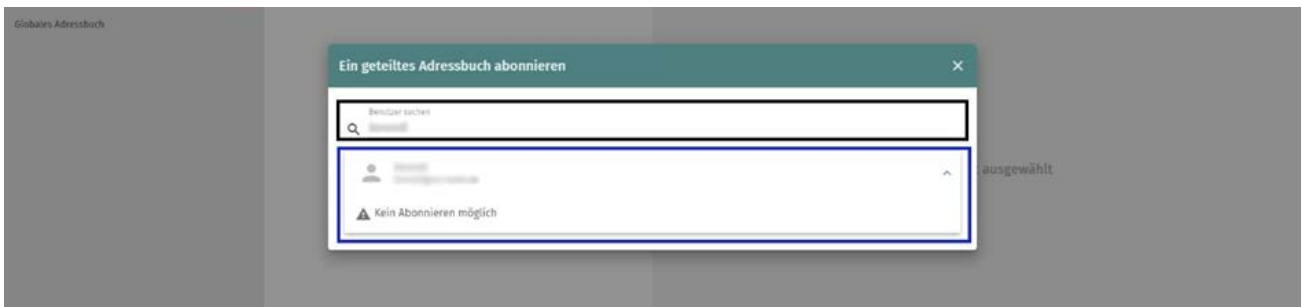 Globales Adressbuch
Ein geteiltes Adressbuch abonnieren
Benutzer suchen
ausgewählt
Kein Abonnieren möglich